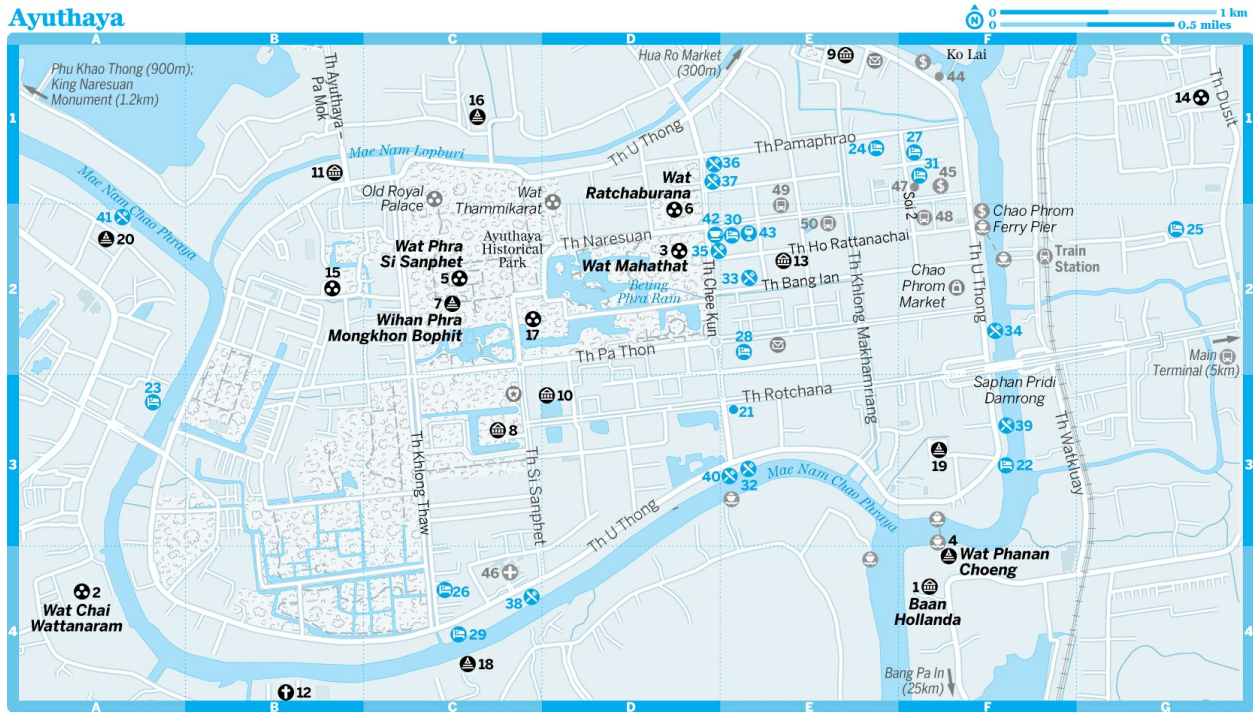 Ayuthaya
N
0
1 km
0
0.5 miles
A
B
C
D
E
F
G
1
1
2
2
3
3
4
4
A
B
C
D
E
F
G
Phu Khao Thong (900m);
King Naresuan
Monument (1.2km)
Th Ayuthaya –
Pa Mok
16
Hua Ro Market
(300m)
9
$
Ko Lai
44
14
Th Dusit
Mae Nam Lopburi
Th U Thong
Th Pamaphrao
36
37
24
27
31
45
$
47
Soi 2
11
Old Royal
Palace
Wat
Thammikarat
Wat
Ratchaburana
6
49
50
48
$
Chao Phrom
Ferry Pier
Mae Nam Chao Phraya
41
20
25
42
30
43
Th Naresuan
Ayuthaya
Historical
Park
Wat Phra
Si Sanphet
5
3
Wat Mahathat
35
Th Ho Rattanachai
13
Train
Station
15
7
Wihan Phra
Mongkhon Bophit
17
Beung
Phra Ram
33
Th Bang Ian
Th Chee Kun
Th Khlong Makhamriang
Chao
Phrom
Market
Th U Thong
34
28
Th Pa Thon
Main
Terminal (5km)
23
10
Th Rotchana
21
Saphan Pridi
Damrong
39
Th Watkluay
8
Th Khlong Thaw
Th Si Sanphet
19
22
40
32
Mae Nam Chao Phraya
Th U Thong
4
Wat Phanan
Choeng
2
Wat Chai
Wattanaram
46
26
38
1
Baan
Hollanda
29
18
12
Bang Pa In
(25km)